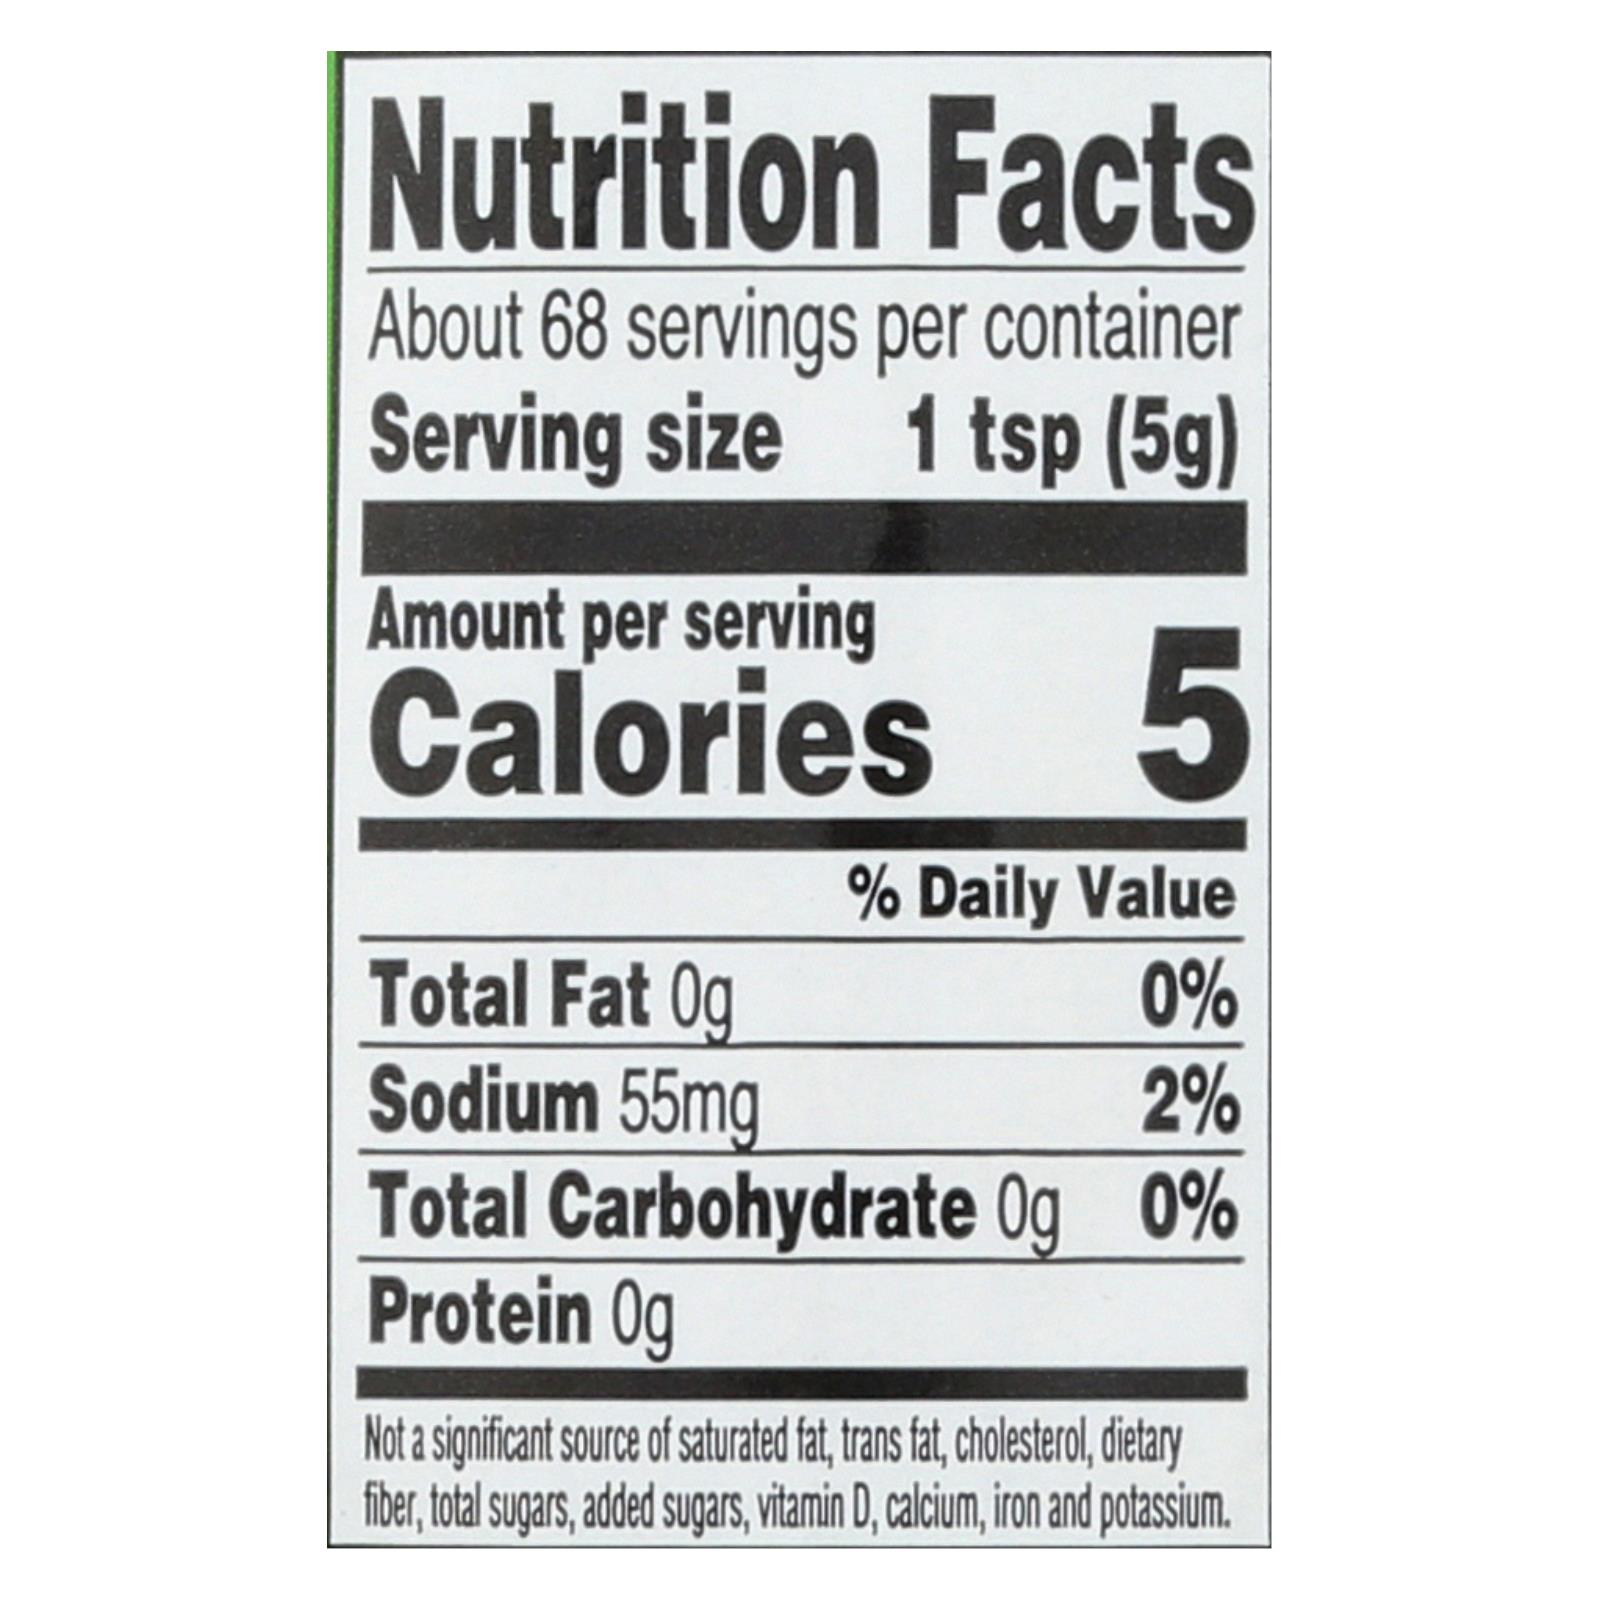 Nutrition Facts
About 68 servings per container
Serving size 1 tsp (5g)
Amount per serving
Calories 5
% Daily Value
Total Fat 0g 0%
Sodium 55mg 2%
Total Carbohydrate 0g 0%
Protein 0g
Not a significant source of saturated fat, trans fat, cholesterol, dietary
fiber, total sugars, added sugars, vitamin D, calcium, iron and potassium.